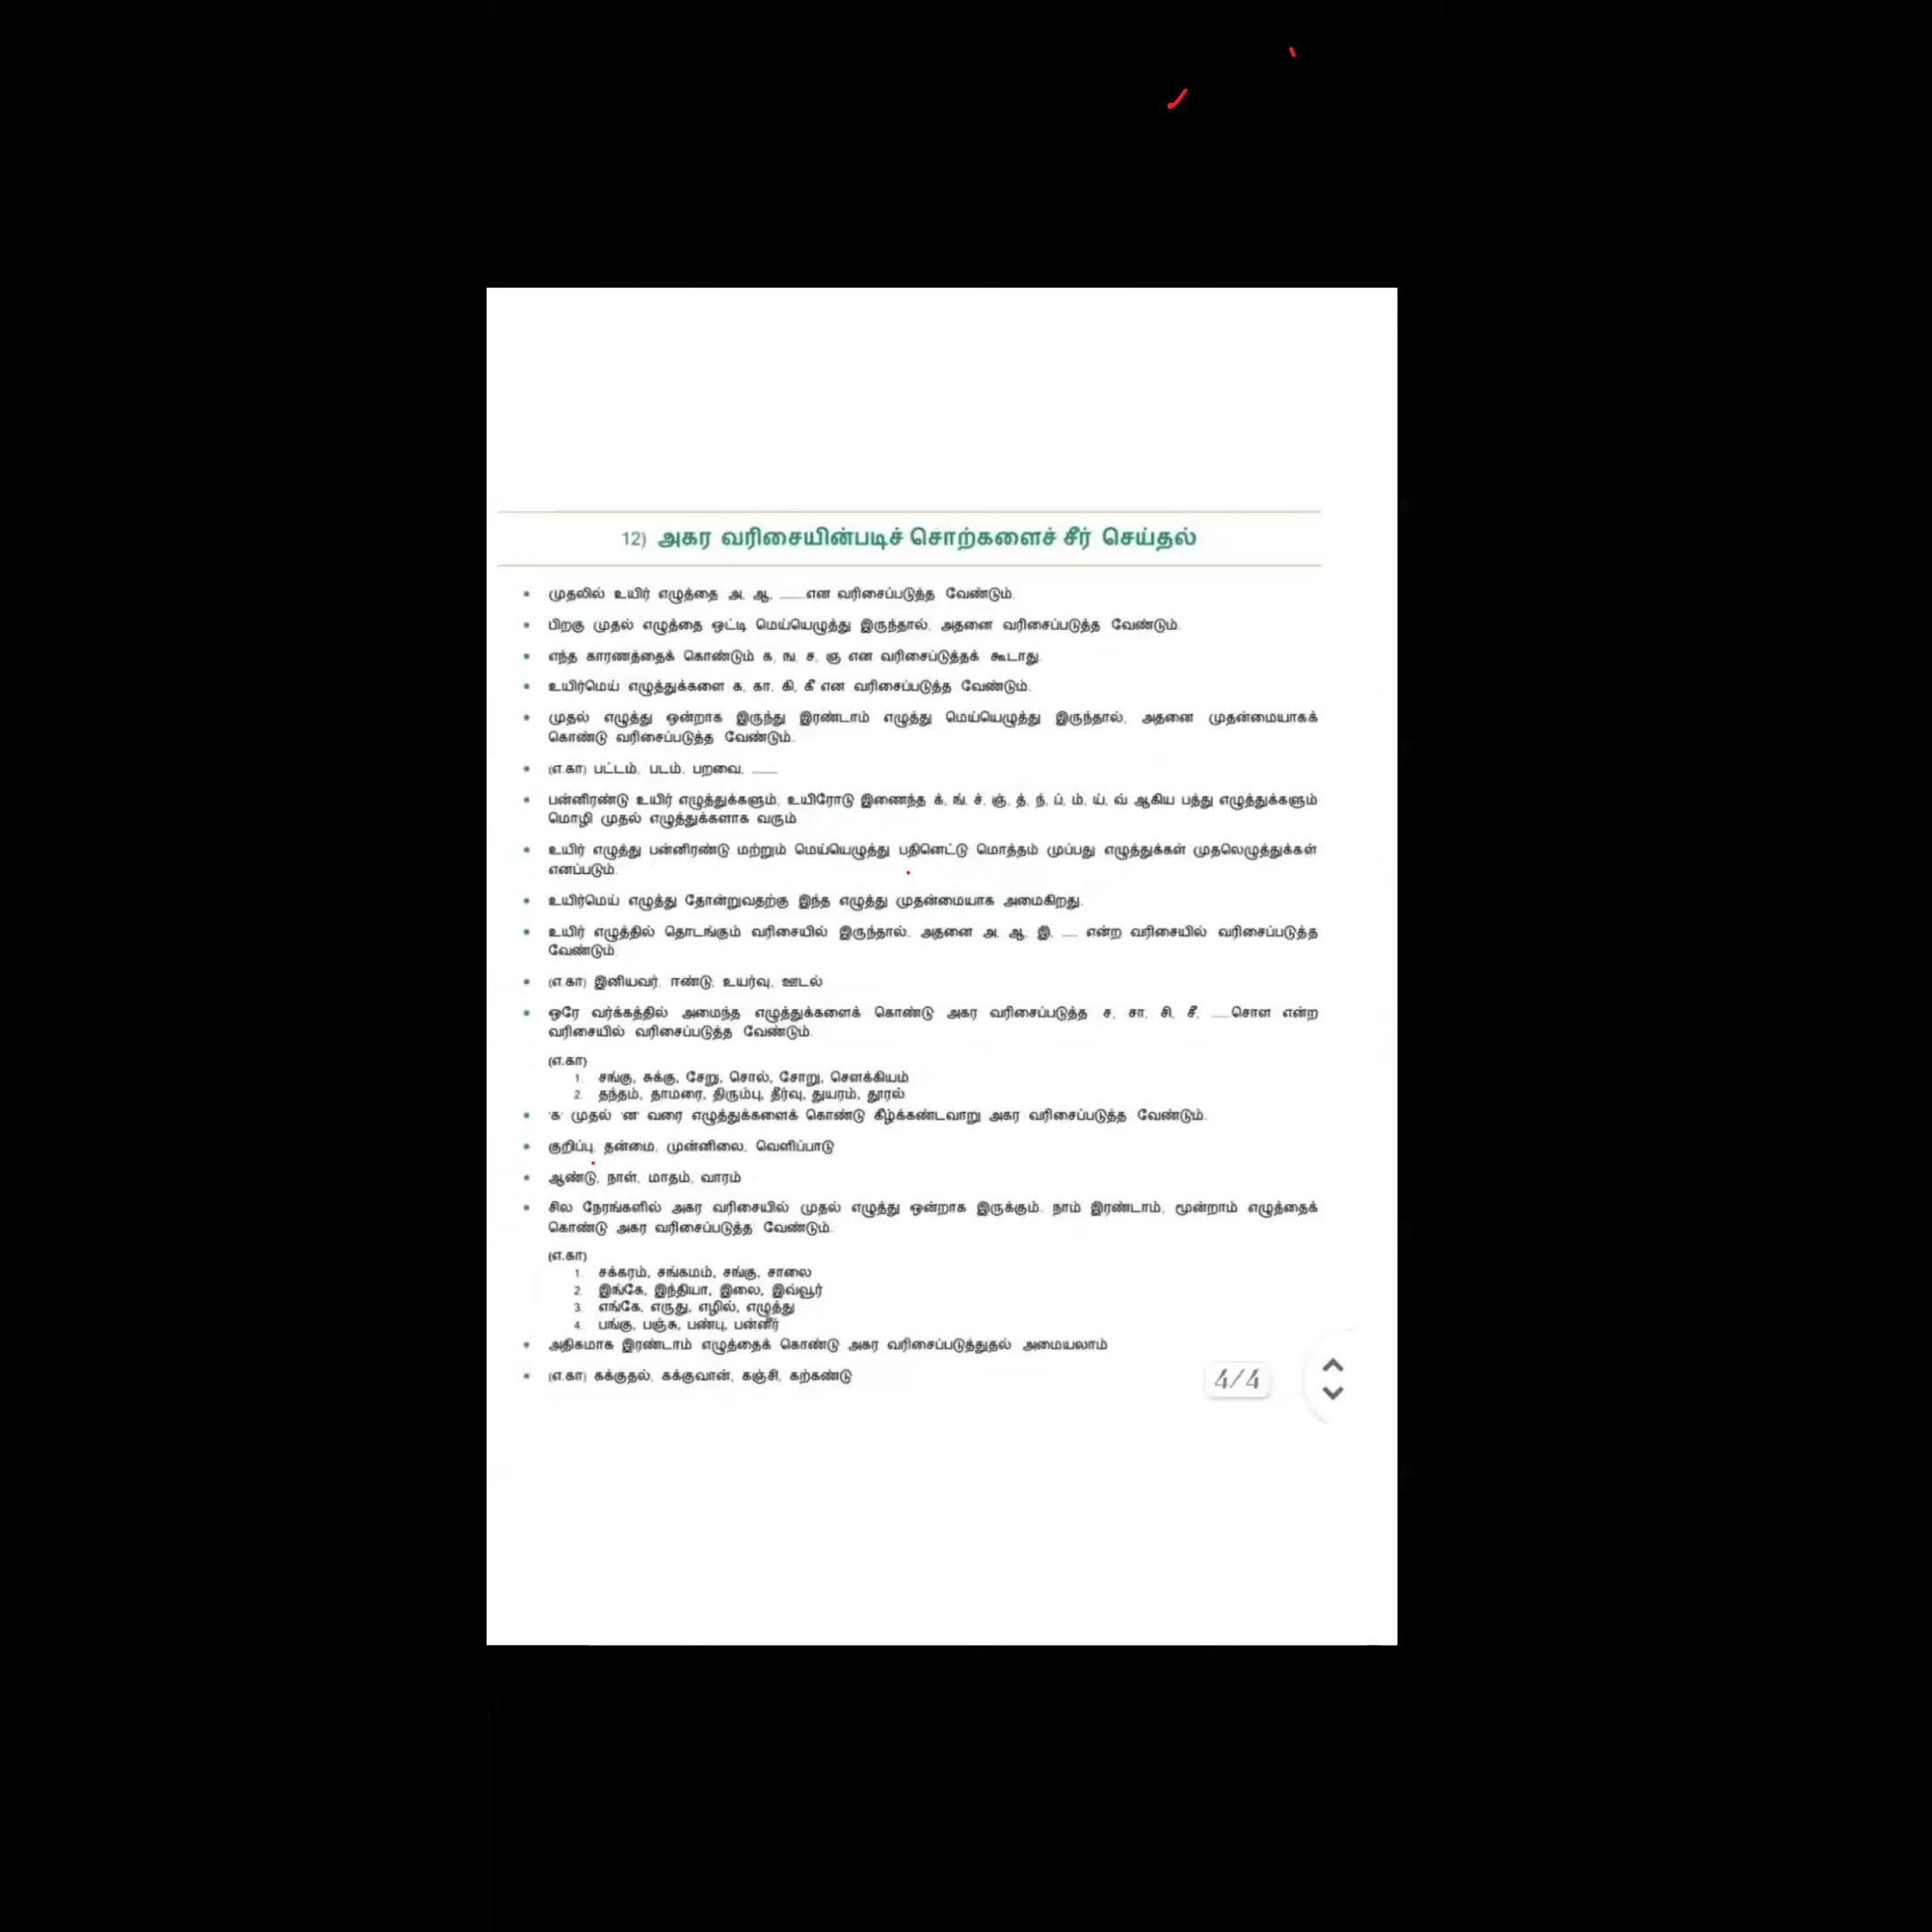 12) அகர வரிசையின்படிச் சொற்களைச் சீர் செய்தல்
முதலில் உயிர் எழுத்தை அ, ஆ, ........என வரிசைப்படுத்த வேண்டும்.
பிறகு முதல் எழுத்தை ஒட்டி மெய்யெழுத்து இருந்தால், அதனை வரிசைப்படுத்த வேண்டும்.
எந்த காரணத்தைக் கொண்டும் க, ங, ச, ஞ என வரிசைப்டுத்தக் கூடாது.
உயிர்மெய் எழுத்துக்களை க, கா, கி, கீ என வரிசைப்படுத்த வேண்டும்.
முதல் எழுத்து ஒன்றாக இருந்து இரண்டாம் எழுத்து மெய்யெழுத்து இருந்தால், அதனை முதன்மையாகக்
கொண்டு வரிசைப்படுத்த வேண்டும்.
(எ.கா) பட்டம், படம், பறவை, ........
பன்னிரண்டு உயிர் எழுத்துக்களும், உயிரோடு இணைந்த க், ங், ச், ஞ், த், ந், ப், ம், ய், வ் ஆகிய பத்து எழுத்துக்களும்
மொழி முதல் எழுத்துக்களாக வரும்.
உயிர் எழுத்து பன்னிரண்டு மற்றும் மெய்யெழுத்து பதினெட்டு மொத்தம் முப்பது எழுத்துக்கள் முதலெழுத்துக்கள்
எனப்படும்.
உயிர்மெய் எழுத்து தோன்றுவதற்கு இந்த எழுத்து முதன்மையாக அமைகிறது.
உயிர் எழுத்தில் தொடங்கும் வரிசையில் இருந்தால், அதனை அ, ஆ, இ, ..... என்ற வரிசையில் வரிசைப்படுத்த
வேண்டும்.
(எ.கா) இனியவர், ஈண்டு, உயர்வு, ஊடல்
ஒரே வர்க்கத்தில் அமைந்த எழுத்துக்களைக் கொண்டு அகர வரிசைப்படுத்த ச, சா, சி, சீ, ......சௌ என்ற
வரிசையில் வரிசைப்படுத்த வேண்டும்.
(எ.கா)
1. சங்கு, சுக்கு, சேறு, சொல், சோறு, சௌக்கியம்
2. தந்தம், தாமரை, திரும்பு, தீர்வு, துயரம், தூரல்.
'க' முதல் 'ன' வரை எழுத்துக்களைக் கொண்டு கீழ்க்கண்டவாறு அகர வரிசைப்படுத்த வேண்டும்.
குறிப்பு, தன்மை, முன்னிலை, வெளிப்பாடு
ஆண்டு, நாள், மாதம், வாரம்
சில நேரங்களில் அகர வரிசையில் முதல் எழுத்து ஒன்றாக இருக்கும். நாம் இரண்டாம், மூன்றாம் எழுத்தைக்
கொண்டு அகர வரிசைப்படுத்த வேண்டும்.
(எ.கா)
1. சக்கரம், சங்கமம், சங்கு, சாலை
2. இங்கே, இந்தியா, இலை, இவ்வூர்
3. எங்கே, எருது, எழில், எழுத்து
4. பங்கு, பஞ்சு, பண்பு, பன்னீர்
அதிகமாக இரண்டாம் எழுத்தைக் கொண்டு அகர வரிசைப்படுத்துதல் அமையலாம்
(எ.கா) கக்குதல், கக்குவான், கஞ்சி, கற்கண்டு
4/4